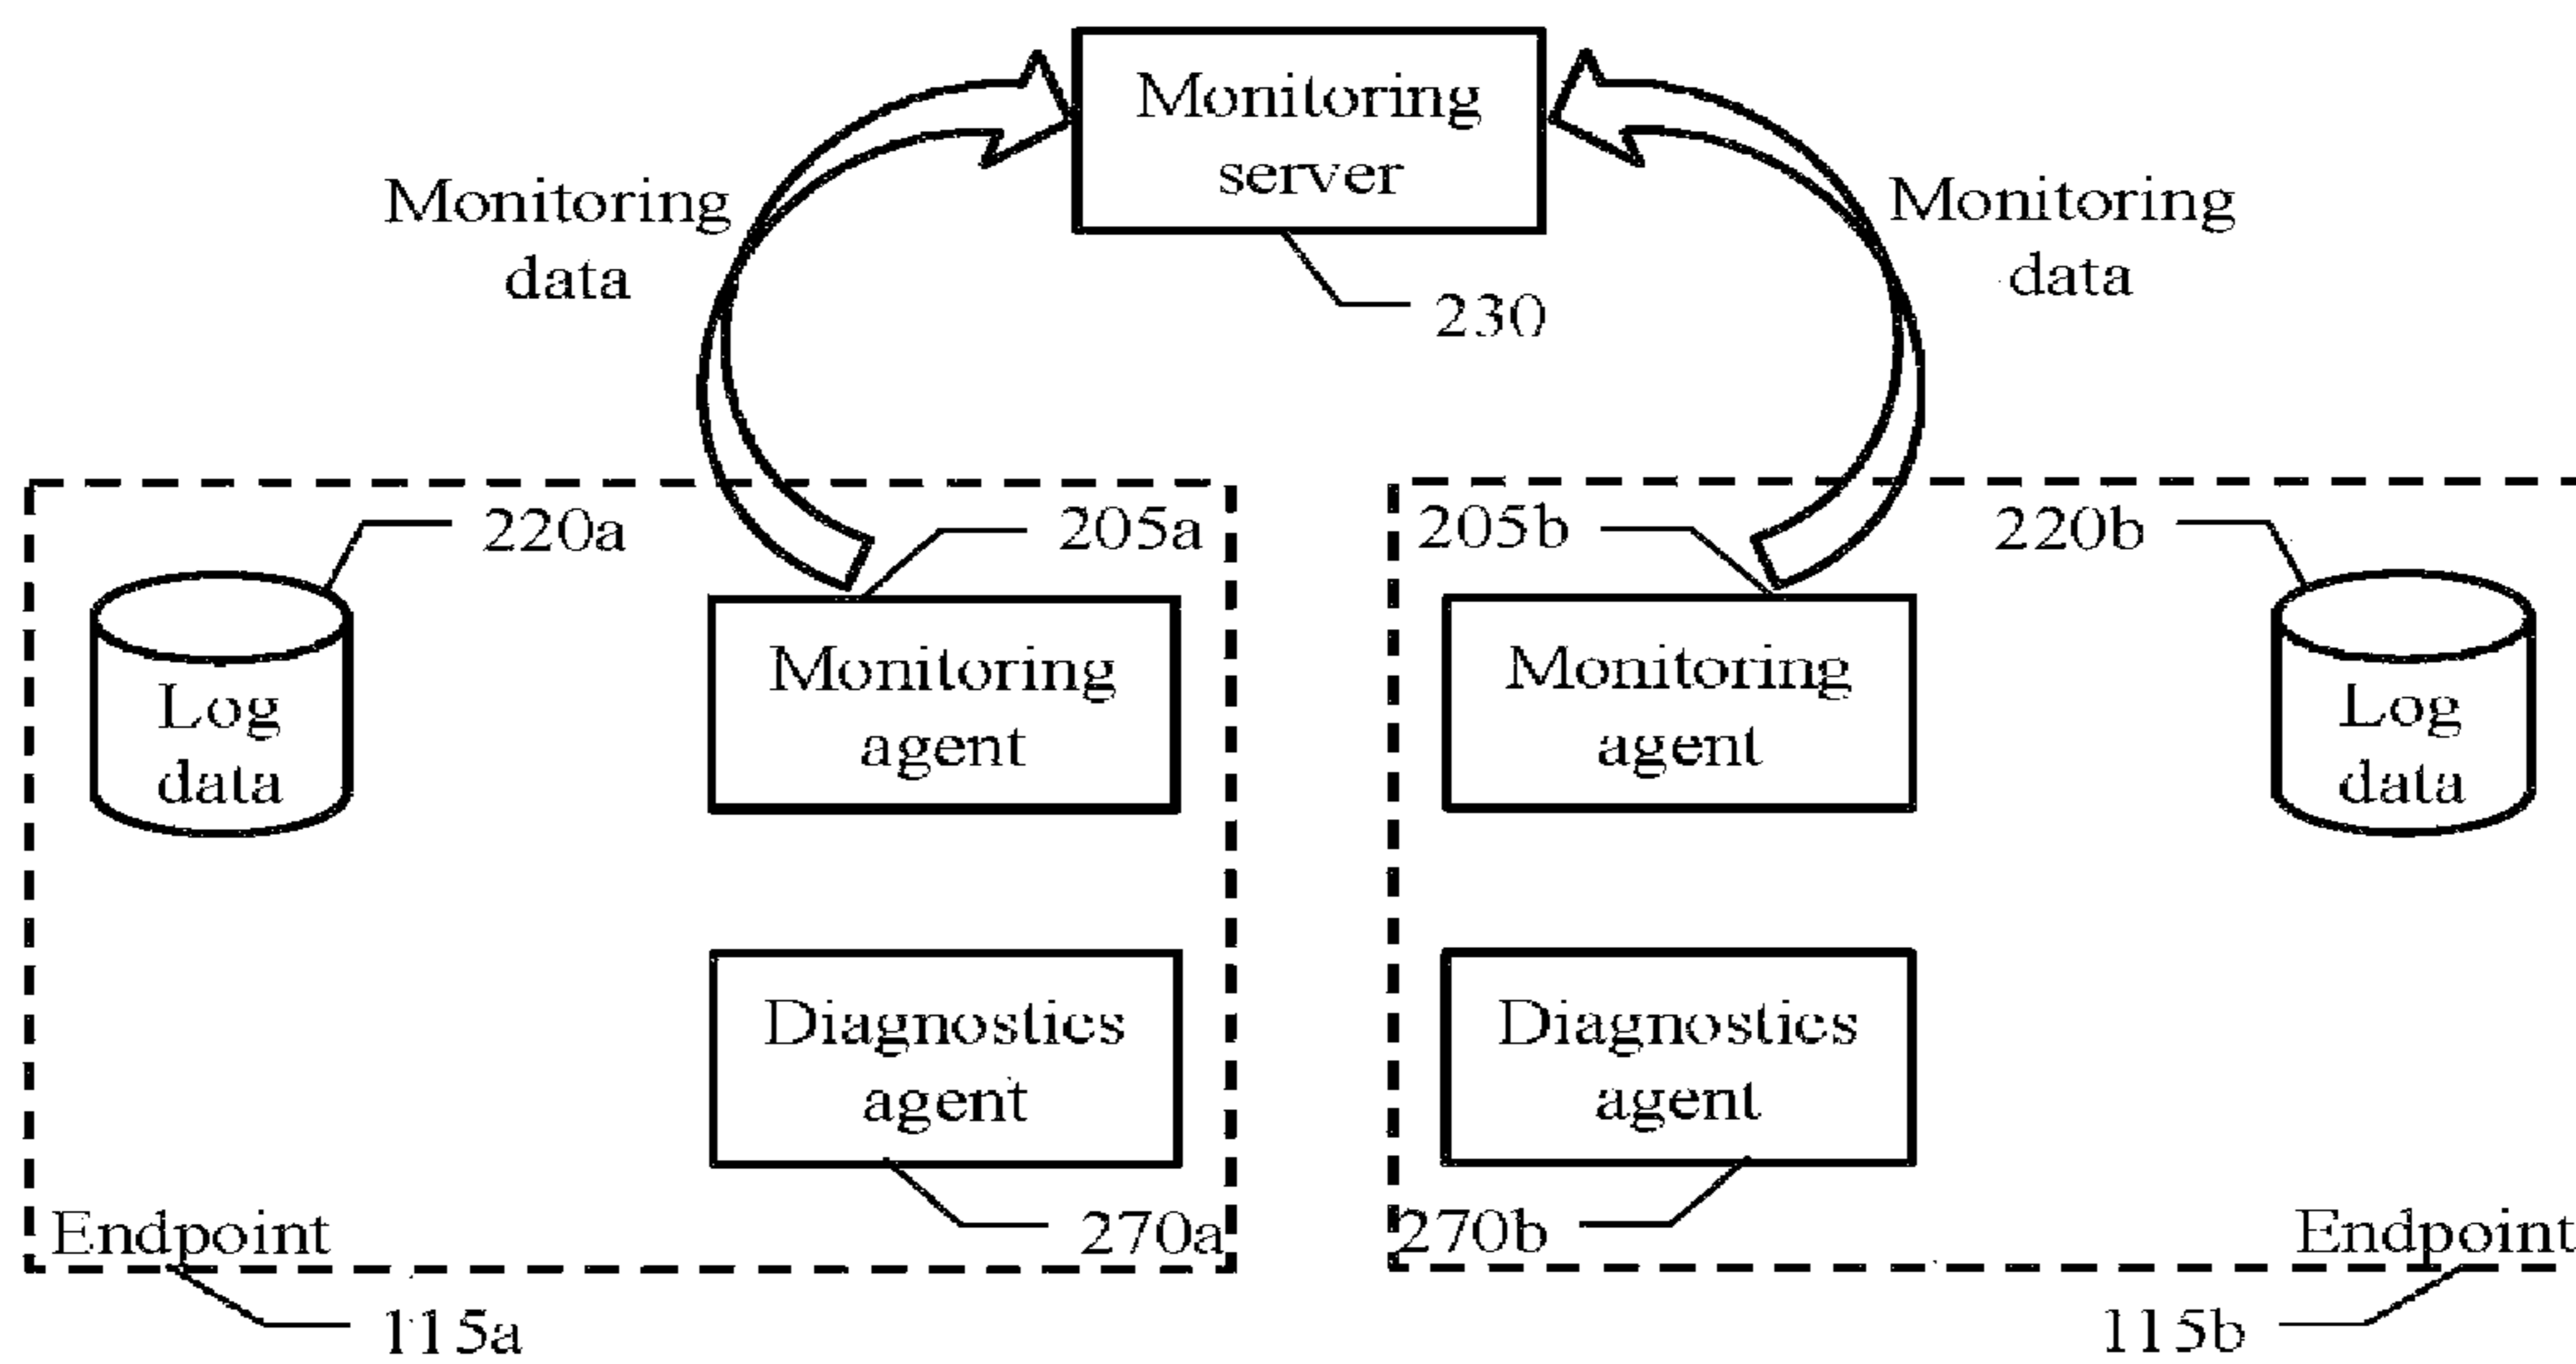 Monitoring
server
Monitoring
data
Monitoring
data
230
220a
205a
205b
220b
Log
data
Monitoring
agent
Monitoring
agent
Log
data
Diagnostics
agent
Diagnostics
agent
Endpoint
270a
270b
Endpoint
115a
115b